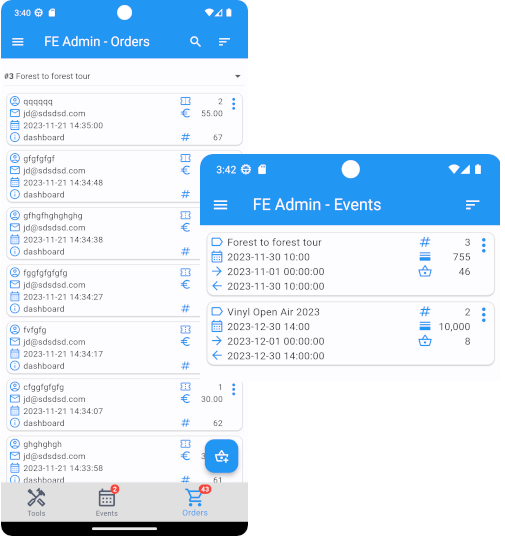 3:40
FE Admin - Orders
#3 Forest to forest tour
qqqqqq 2
jd@sdsdsd.com 55.00
2023-11-21 14:35:00
dashboard # 67
gfgfgfgf
jd@sdsdsd.com
2023-11-21 14:34:48
dashboard #
gfhgfhghghghg
jd@sdsdsd.com
2023-11-21 14:34:38
dashboard #
fggfgfgfgfg
jd@sdsdsd.com
2023-11-21 14:34:27
dashboard #
fvfgfg
jd@sdsdsd.com
2023-11-21 14:34:17
dashboard #
cfggfgfgfg 1
jd@sdsdsd.com 30.00
2023-11-21 14:34:07
dashboard # 62
ghghghgh
jd@sdsdsd.com
2023-11-21 14:33:58
dashboard # 61
2
43
Tools
Events
Orders
3:42
FE Admin - Events
Forest to forest tour # 3
2023-11-30 10:00 755
2023-11-01 00:00:00 46
2023-11-30 10:00:00
Vinyl Open Air 2023 # 2
2023-12-30 14:00 10,000
2023-12-01 00:00:00 8
2023-12-30 14:00:00